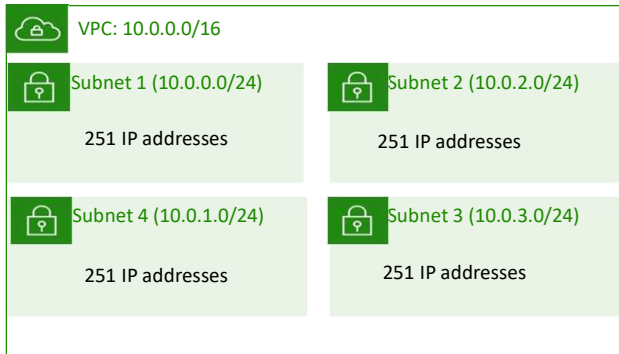 VPC: 10.0.0.0/16
Subnet 1 (10.0.0.0/24)
251 IP addresses
Subnet 2 (10.0.2.0/24)
251 IP addresses
Subnet 4 (10.0.1.0/24)
251 IP addresses
Subnet 3 (10.0.3.0/24)
251 IP addresses